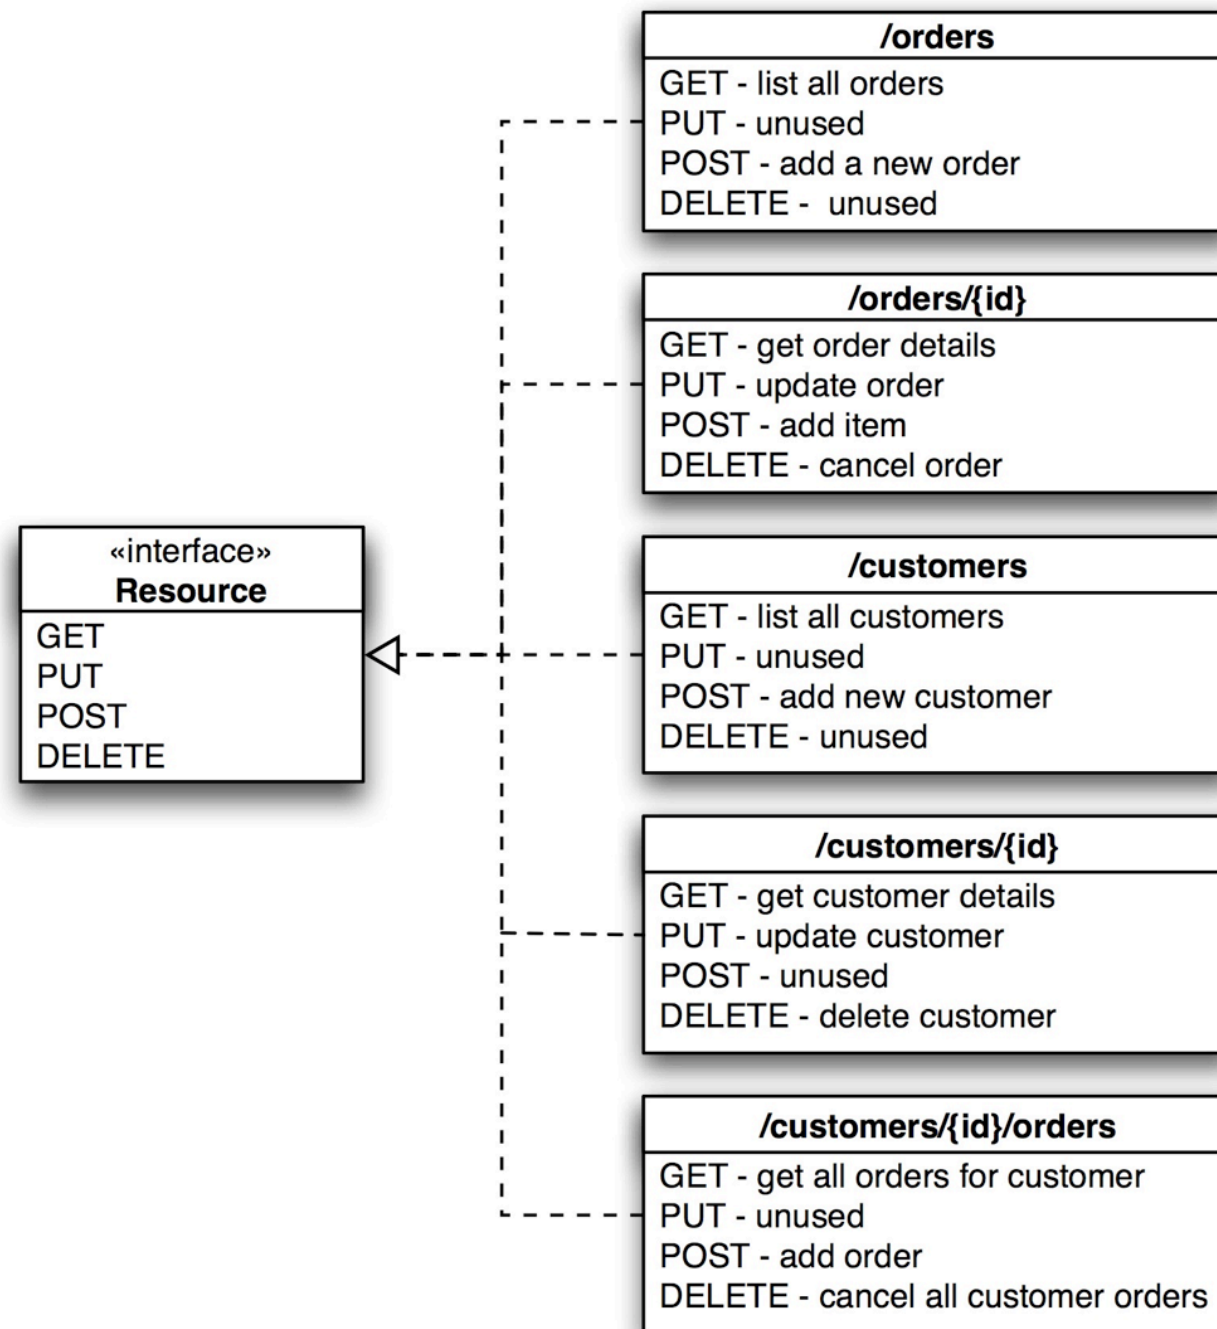 /orders
GET - list all orders
PUT - unused
POST - add a new order
DELETE -  unused
/orders/{id}
GET - get order details
PUT - update order
POST - add item
DELETE - cancel order
«interface»
Resource
GET
PUT
POST
DELETE
/customers
GET - list all customers
PUT - unused
POST - add new customer
DELETE - unused
/customers/{id}
GET - get customer details
PUT - update customer
POST - unused
DELETE - delete customer
/customers/{id}/orders
GET - get all orders for customer
PUT - unused
POST - add order
DELETE - cancel all customer orders